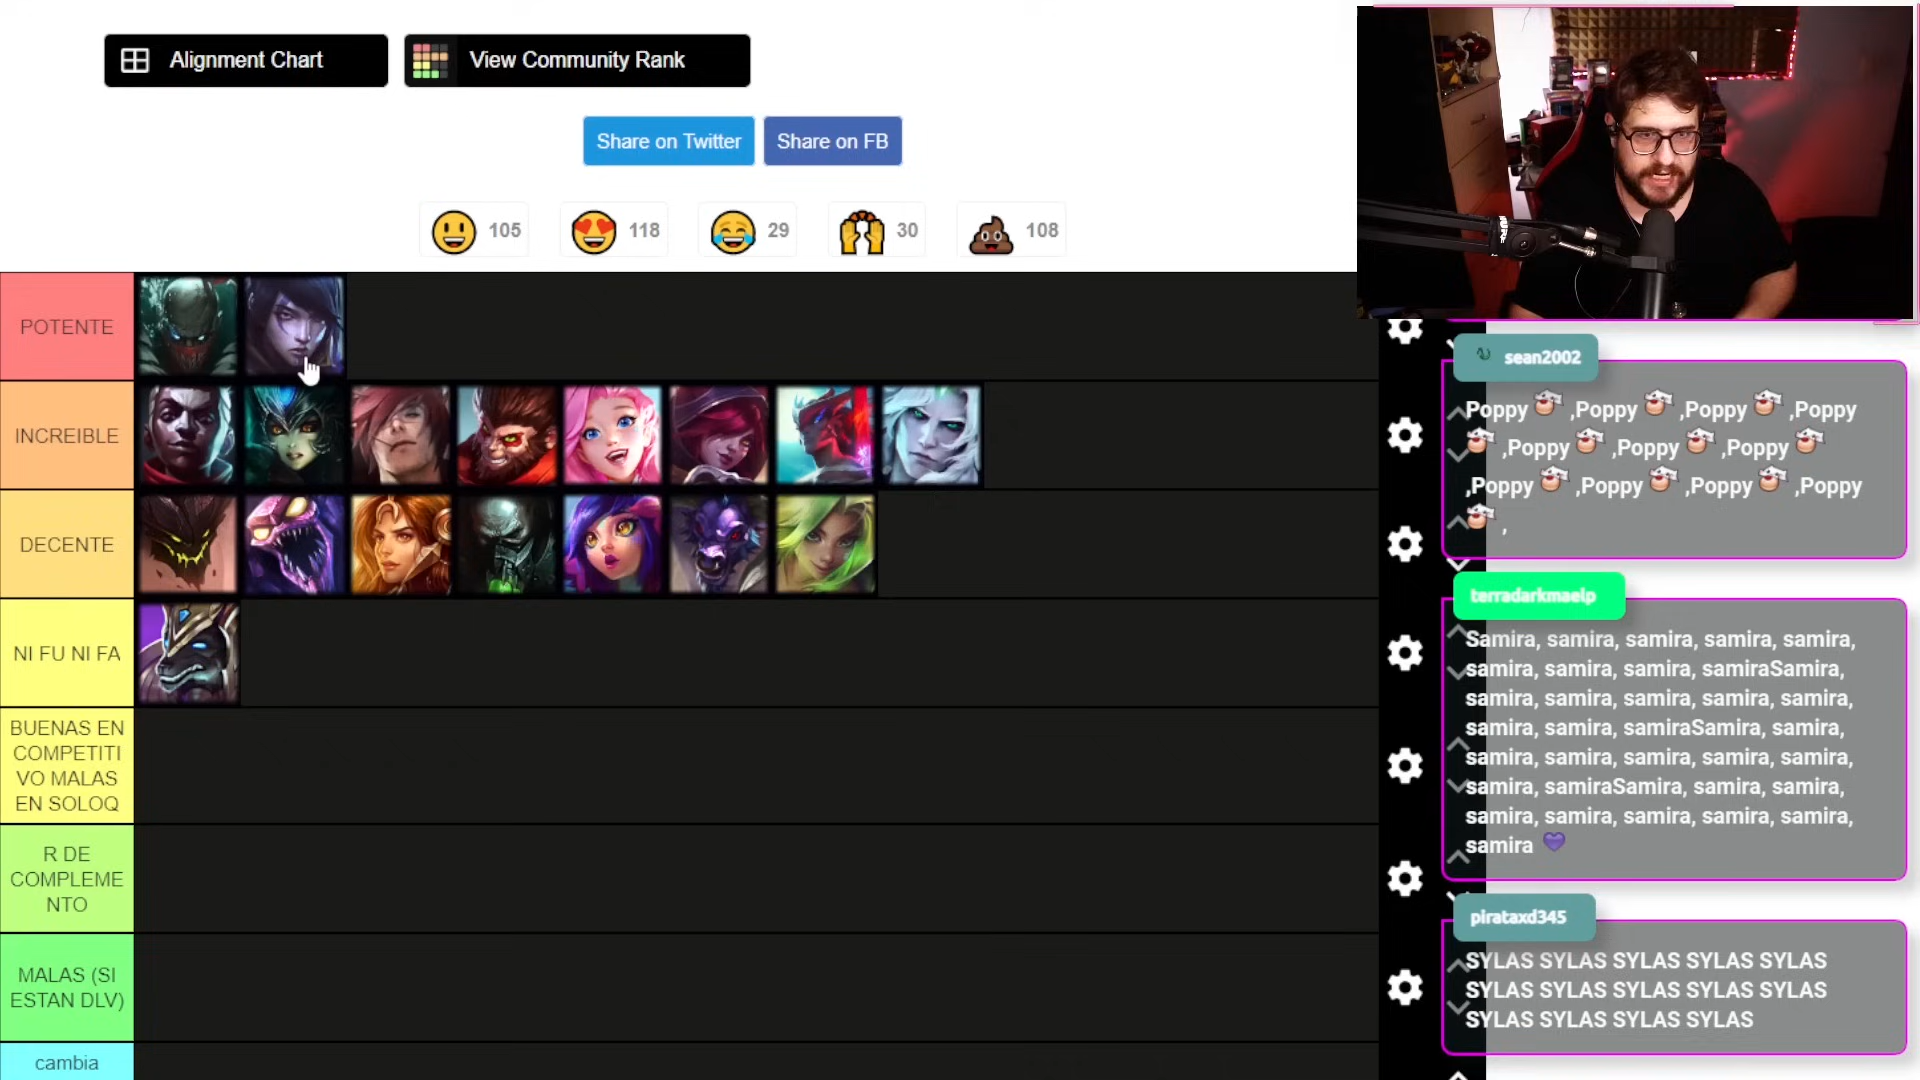 Alignment Chart
View Community Rank
Share on Twitter
Share on FB
105
118
29
30
108
POTENTE
INCREIBLE
DECENTE
NI FU NI FA
BUENAS EN
COMPETITI
VO MALAS
EN SOLOQ
R DE
COMPLEME
NTO
MALAS (SI
ESTAN DLV)
cambia
sean2002
Poppy ,Poppy ,Poppy ,Poppy
,Poppy ,Poppy ,Poppy
,Poppy ,Poppy ,Poppy ,Poppy
,
terradarkmaelp
Samira, samira, samira, samira, samira,
samira, samira, samira, samiraSamira,
samira, samira, samira, samira, samira,
samira, samira, samiraSamira, samira,
samira, samira, samira, samira, samira,
samira, samiraSamira, samira, samira,
samira, samira, samira, samira, samira,
samira
pirataxd345
SYLAS SYLAS SYLAS SYLAS SYLAS
SYLAS SYLAS SYLAS SYLAS SYLAS
SYLAS SYLAS SYLAS SYLAS